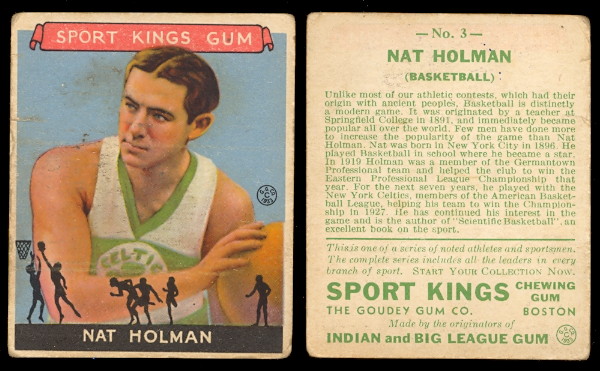 SPORT KINGS GUM
CELTIC
NAT HOLMAN
— No. 3 —
NAT HOLMAN
(BASKETBALL)
Unlike most of our athletic contests, which had their
origin with ancient peoples, Basketball is distinctly
a modern game. It was originated by a teacher at
Springfield College in 1891, and immediately became
popular all over the world. Few men have done more
to increase the popularity of the game than Nat
Holman. Nat was born in New York City in 1896. He
played Basketball in school where he became a star.
In 1919 Holman was a member of the Germantown
Professional team and helped the club to win the
Eastern Professional League Championship that
year. For the next seven years, he played with the
New York Celtics, members of the American Basket-
ball League, helping his team to win the Champion-
ship in 1927. He has continued his interest in the
game and is the author of "Scientific Basketball", an
excellent book on the sport.
This is one of a series of noted athletes and sportsmen.
The complete series includes all the leaders in every
branch of sport. START YOUR COLLECTION NOW.
SPORT KINGS CHEWING GUM
THE GOUDEY GUM CO. BOSTON
Made by the originators of
INDIAN and BIG LEAGUE GUM